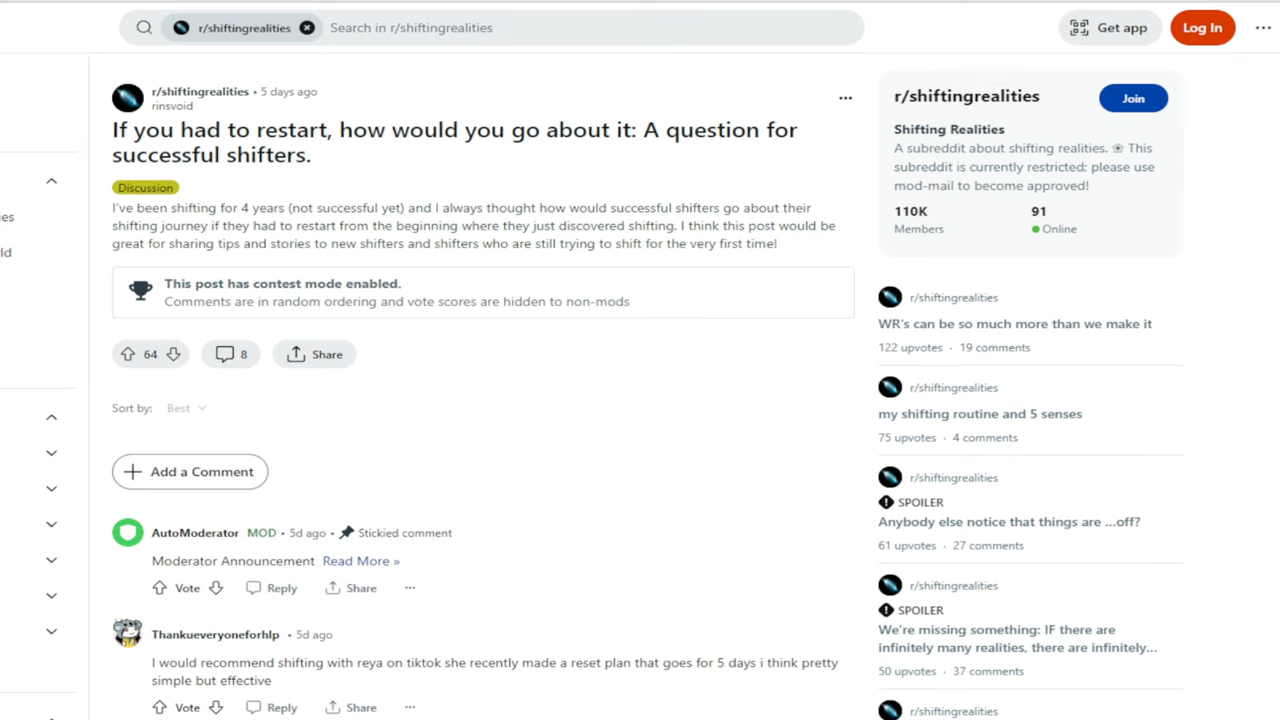 r/shiftingrealities
Search in r/shiftingrealities
Get app
Log In
ies
ld
r/shiftingrealities • 5 days ago
rinsvoid
If you had to restart, how would you go about it: A question for
successful shifters.
Discussion
I've been shifting for 4 years (not successful yet) and I always thought how would successful shifters go about their
shifting journey if they had to restart from the beginning where they just discovered shifting. I think this post would be
great for sharing tips and stories to new shifters and shifters who are still trying to shift for the very first time!
This post has contest mode enabled.
Comments are in random ordering and vote scores are hidden to non-mods
64
8
Share
Sort by: Best
Add a Comment
AutoModerator MOD • 5d ago • Stickied comment
Moderator Announcement Read More »
Vote Reply Share
Thankueveryoneforhlp • 5d ago
I would recommend shifting with reya on tiktok she recently made a reset plan that goes for 5 days i think pretty
simple but effective
Vote Reply Share
r/shiftingrealities
Join
Shifting Realities
A subreddit about shifting realities. ❀ This
subreddit is currently restricted; please use
mod-mail to become approved!
110K 91
Members Online
r/shiftingrealities
WR's can be so much more than we make it
122 upvotes · 19 comments
r/shiftingrealities
my shifting routine and 5 senses
75 upvotes · 4 comments
r/shiftingrealities
SPOILER
Anybody else notice that things are ...off?
61 upvotes · 27 comments
r/shiftingrealities
SPOILER
We're missing something: IF there are
infinitely many realities, there are infinitely...
50 upvotes · 37 comments
r/shiftingrealities